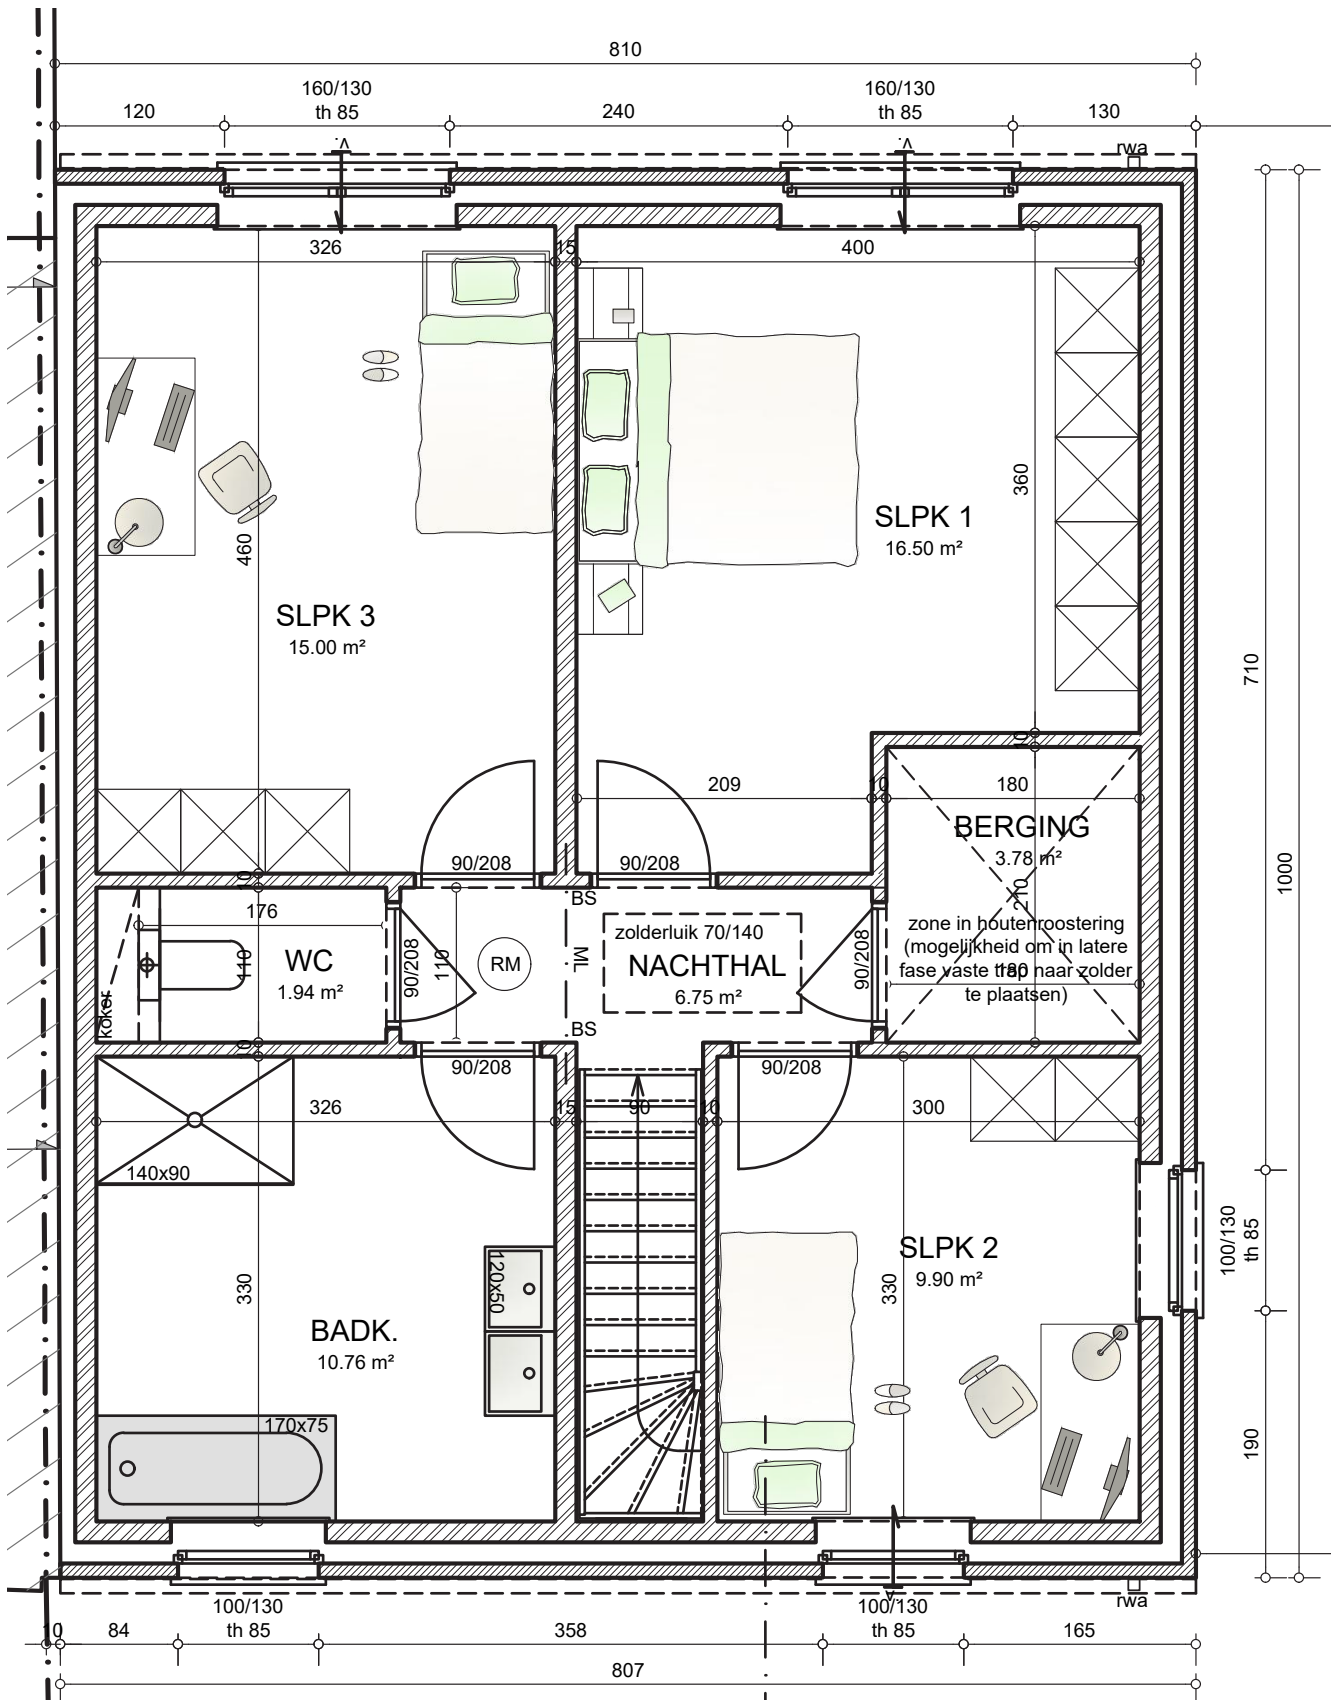 810
160/130
th 85
160/130
th 85
120
240
130
rwa
326
15
400
360
460
SLPK 1
16.50 m²
SLPK 3
15.00 m²
710
1000
10
209
10
180
BERGING
3.78 m²
210
90/208
90/208
10
BS
176
zone in houtenroostering
(mogelijkheid om in latere
fase vaste trap naar zolder
te plaatsen)
180
zolderluik 70/140
WC
1.94 m²
110
90/208
110
RM
ML
NACHTHAL
6.75 m²
90/208
koker
BS
10
90/208
90/208
326
15
90
10
300
140x90
100/130
th 85
120x50
SLPK 2
9.90 m²
330
330
BADK.
10.76 m²
170x75
190
rwa
100/130
th 85
100/130
th 85
10
84
358
165
807